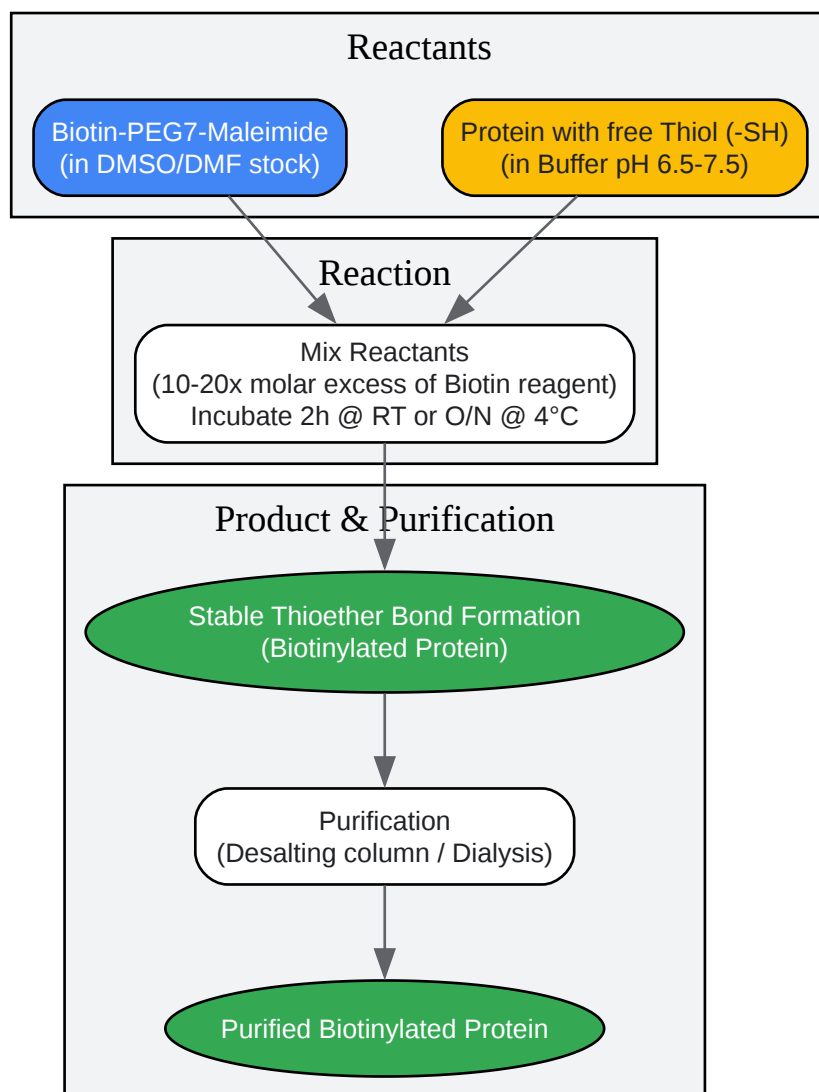 Reactants
Biotin-PEG7-Maleimide
(in DMSO/DMF stock)
Protein with free Thiol (-SH)
(in Buffer pH 6.5-7.5)
Reaction
Mix Reactants
(10-20x molar excess of Biotin reagent)
Incubate 2h @ RT or O/N @ 4°C
Product & Purification
Stable Thioether Bond Formation
(Biotinylated Protein)
Purification
(Desalting column / Dialysis)
Purified Biotinylated Protein